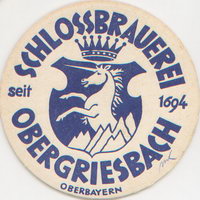 SCHLOSSBRAUEREI
seit 1694
OBERGRIESBACH
OBERBAYERN